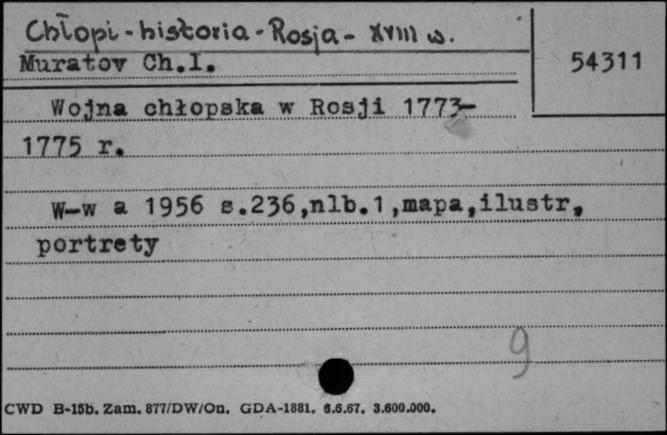 Chłopi - historia - Rosja - XVIII w.
Muratov Ch.I.
54311
Wojna chłopska w Rosji 1773-
1775 r.
W-w a 1956 s.236,nlb.1,mapa,ilustr,
portrety
9
CWD B-15b. Zam. 877/DW/On. GDA-1881. 6.6.67. 3.600.000.